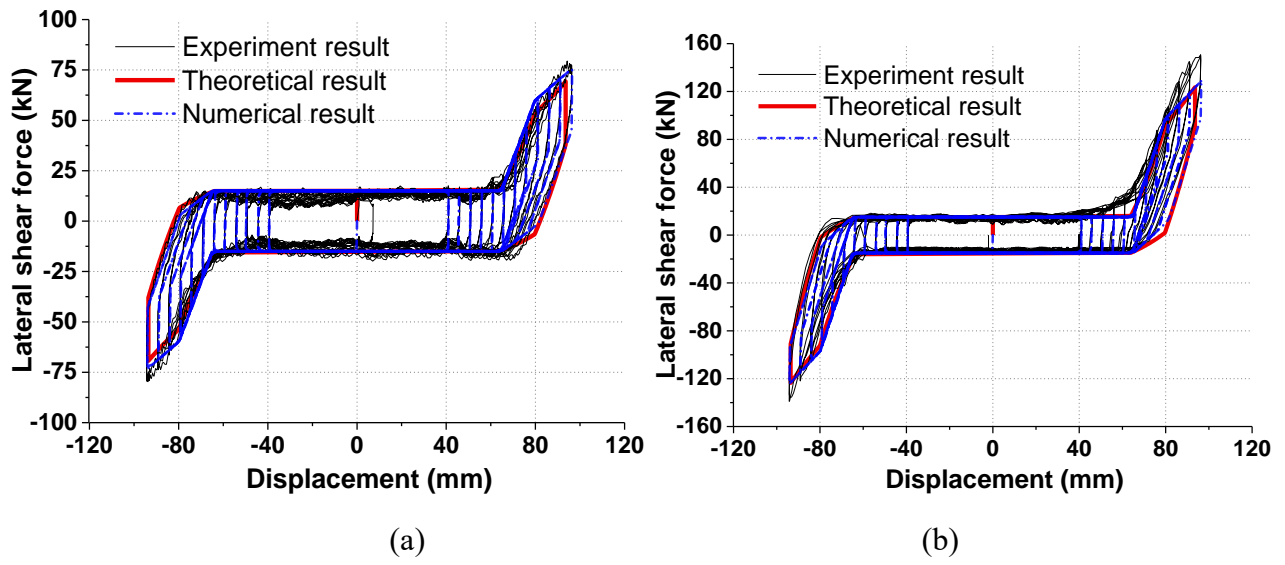 Experiment result
Theoretical result
Numerical result
Lateral shear force (kN)
100
75
50
25
0
-25
-50
-75
-100
-120 -80 -40 0 40 80 120
Displacement (mm)
(a)
Experiment result
Theoretical result
Numerical result
Lateral shear force (kN)
160
120
80
40
0
-40
-80
-120
-160
-120 -80 -40 0 40 80 120
Displacement (mm)
(b)